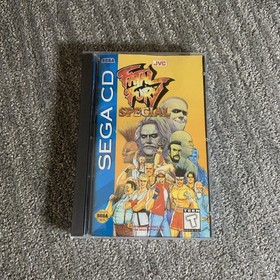 SEGA
JVC
FATAL
FURY
SPECIAL
SEGA CD
SEGA
T